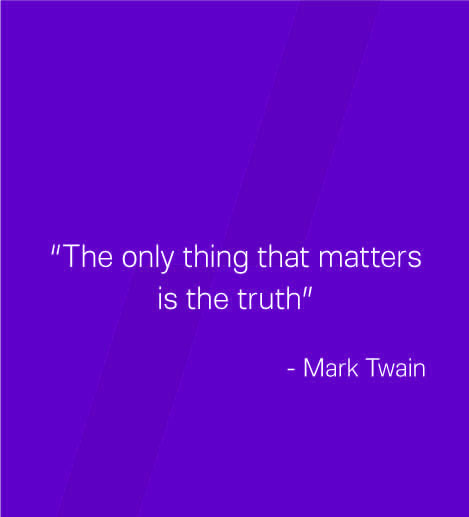 “The only thing that matters
is the truth”
- Mark Twain